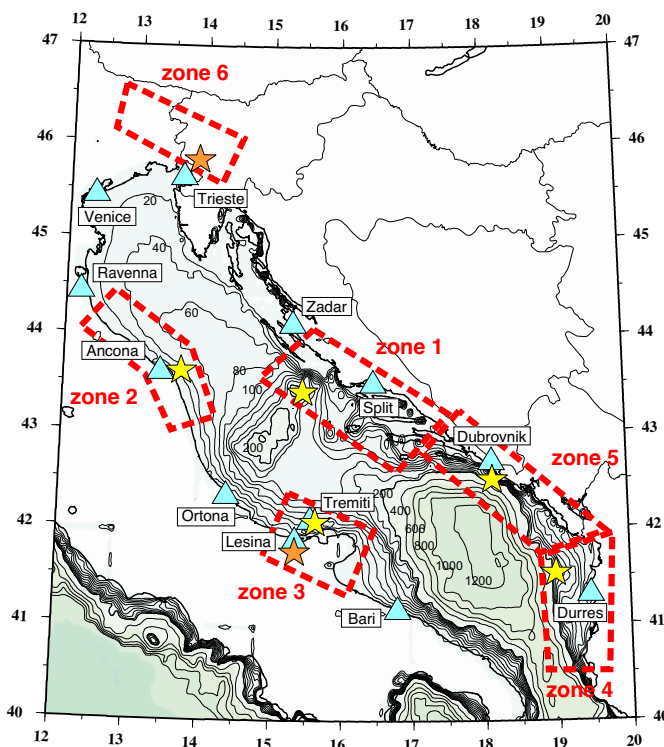 12 13 14 15 16 17 18 19 20
47 47
zone 6
46 46
20
Trieste
Venice
45 45
40
Ravenna
60
Zadar
44 44
zone 1
Ancona
80
100
zone 2
Split
43 43
Dubrovnik
200
zone 5
200
Tremiti
400
Ortona
600
42 42
Lesina
800
1000
1200
zone 3
Durres
41 41
Bari
zone 4
40 40
12 13 14 15 16 17 18 19 20